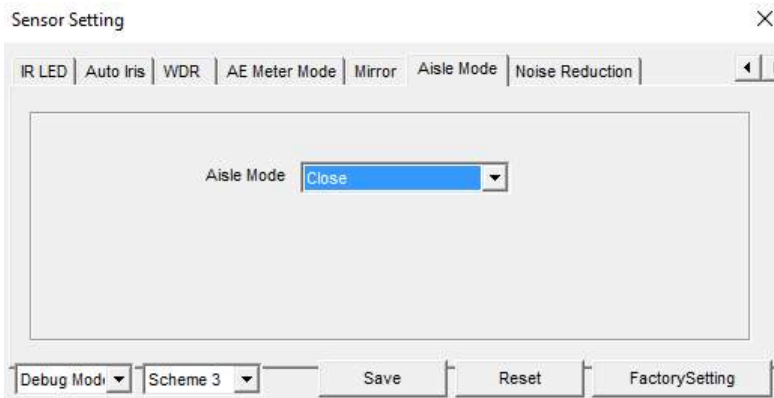 Sensor Setting
IR LED Auto Iris WDR AE Meter Mode Mirror Aisle Mode Noise Reduction
Aisle Mode Close
Debug Mod Scheme 3 Save Reset FactorySetting